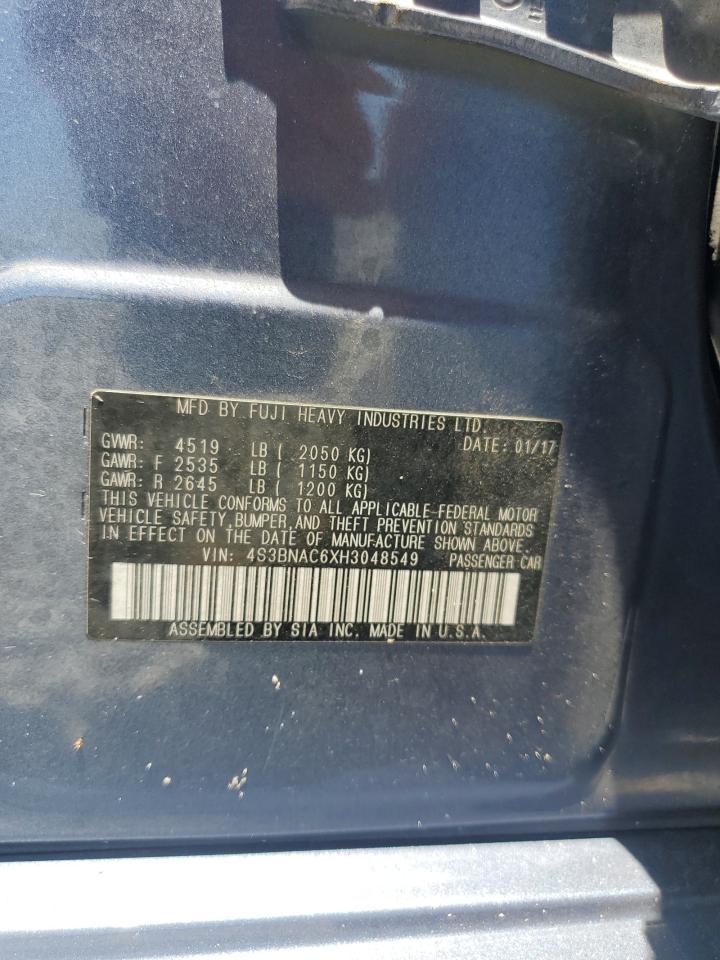 MFD BY FUJI HEAVY INDUSTRIES LTD.
GVWR: 4519 LB ( 2050 KG) DATE: 01/17
GAWR: F 2535 LB ( 1150 KG)
GAWR: R 2645 LB ( 1200 KG)
THIS VEHICLE CONFORMS TO ALL APPLICABLE FEDERAL MOTOR
VEHICLE SAFETY, BUMPER, AND THEFT PREVENTION STANDARDS
IN EFFECT ON THE DATE OF MANUFACTURE SHOWN ABOVE.
VIN: 4S3BNAC6XH3048549 PASSENGER CAR
ASSEMBLED BY SIA INC. MADE IN U.S.A.